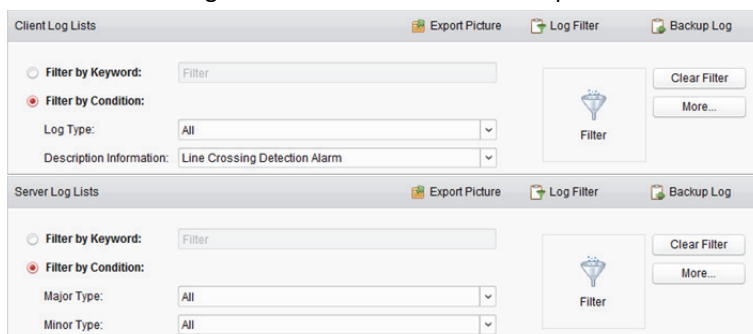 Client Log Lists Export Picture Log Filter Backup Log
Filter by Keyword: Filter Clear Filter
Filter by Condition: More...
Log Type: All Filter
Description Information: Line Crossing Detection Alarm
Server Log Lists Export Picture Log Filter Backup Log
Filter by Keyword: Filter Clear Filter
Filter by Condition: More...
Major Type: All Filter
Minor Type: All